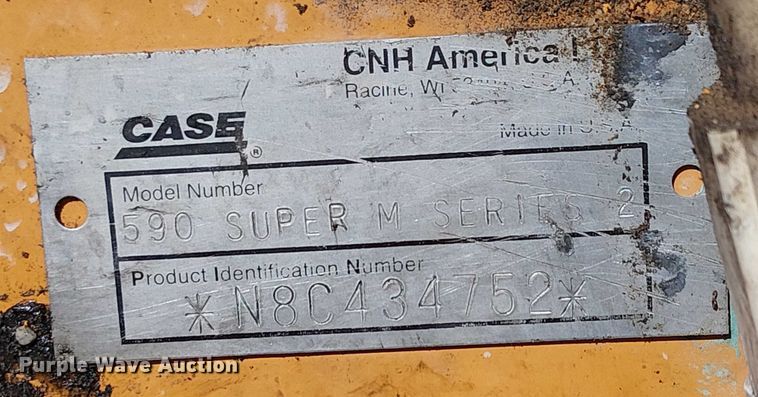 CNH America
Racine, WI
CASE®
Made in U.S.A.
Model Number
590 SUPER M SERIES 2
Product Identification Number
*N8C434752*
Purple Wave Auction